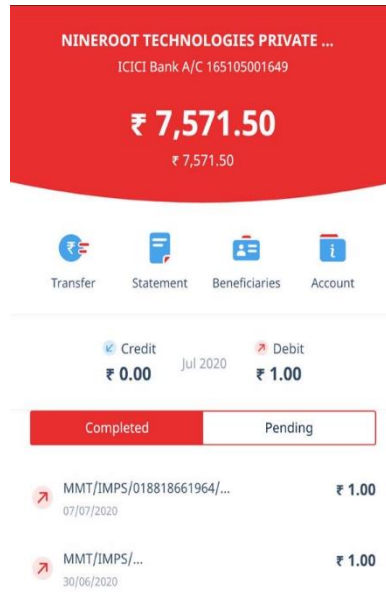 NINEROOT TECHNOLOGIES PRIVATE ...
ICICI Bank A/C 165105001649
₹ 7,571.50
₹ 7,571.50
Transfer Statement Beneficiaries Account
Credit Jul 2020 Debit
₹ 0.00 ₹ 1.00
Completed Pending
MMT/IMPS/018818661964/... ₹ 1.00
07/07/2020
MMT/IMPS/... ₹ 1.00
30/06/2020